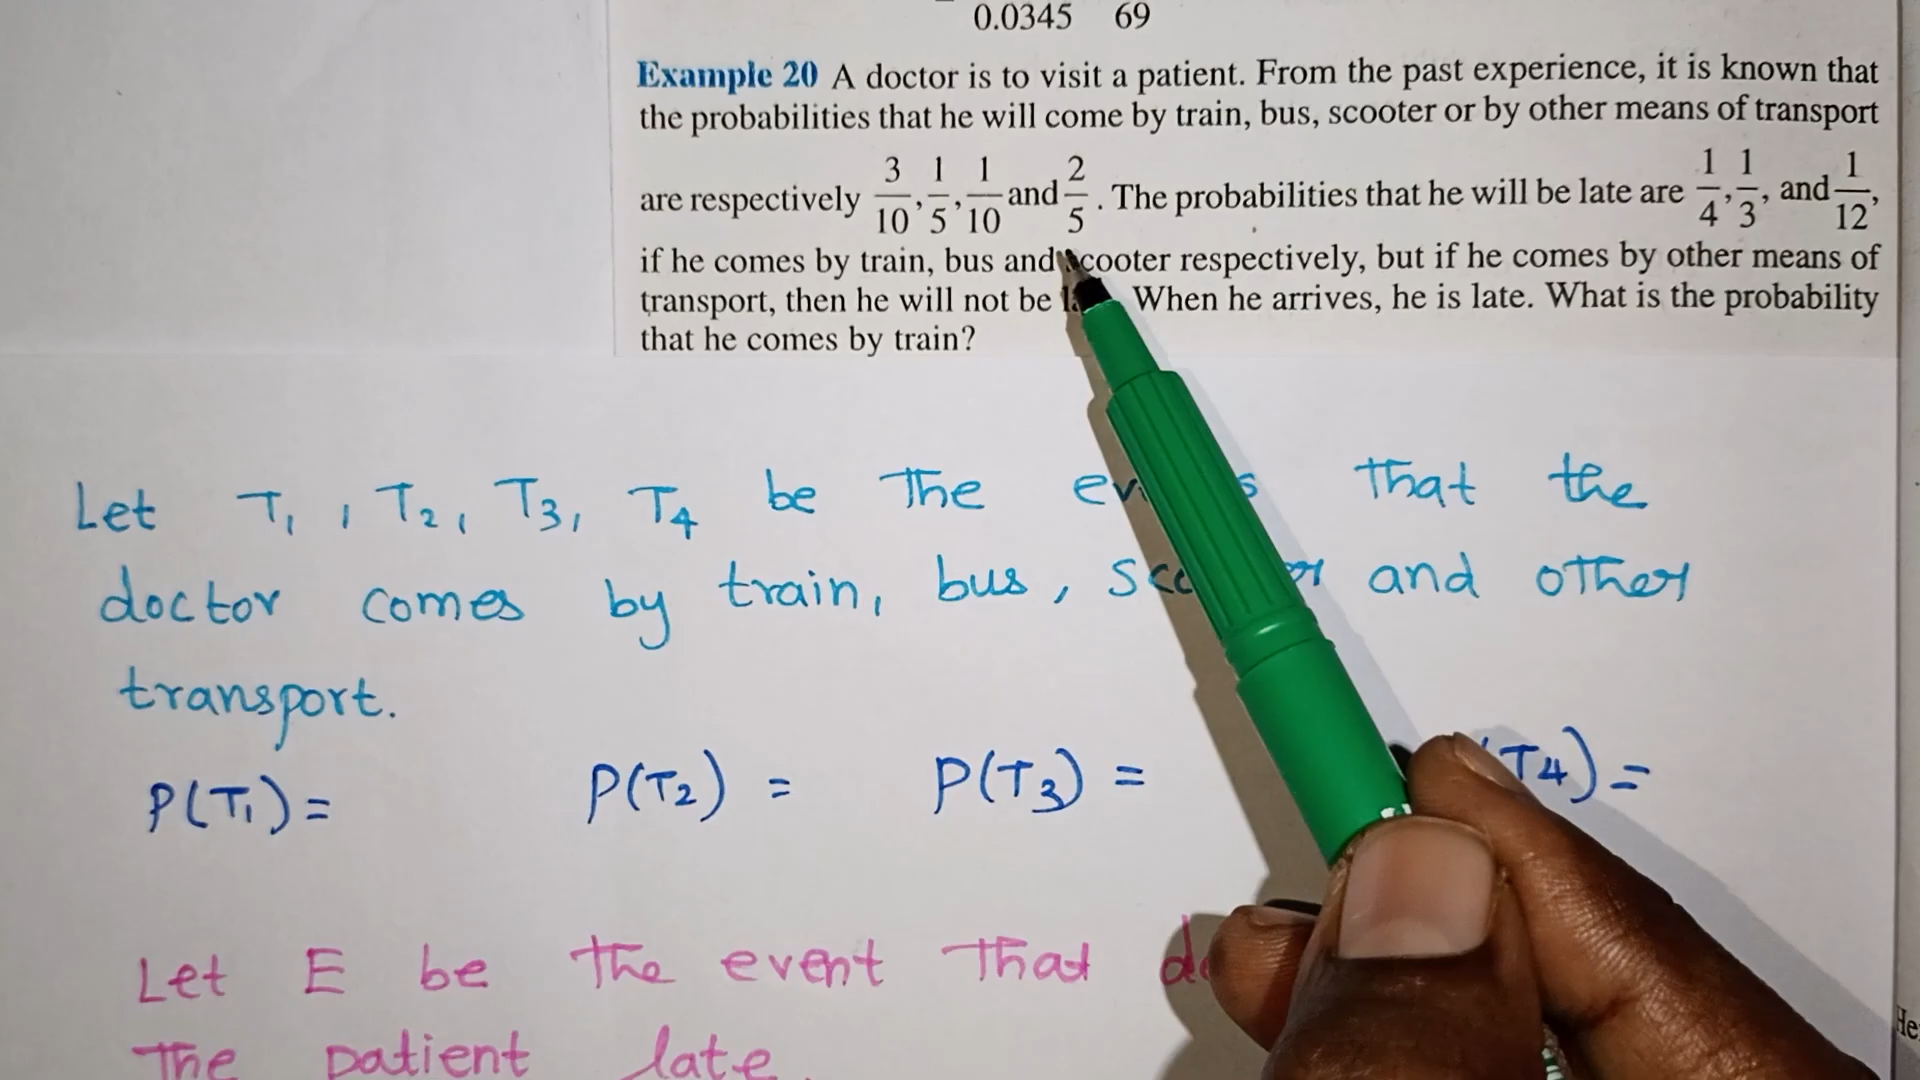 0.0345 69
Example 20 A doctor is to visit a patient. From the past experience, it is known that
the probabilities that he will come by train, bus, scooter or by other means of transport
are respectively 3/10, 1/5, 1/10 and 2/5. The probabilities that he will be late are 1/4, 1/3, and 1/12,
if he comes by train, bus and scooter respectively, but if he comes by other means of
transport, then he will not be When he arrives, he is late. What is the probability
that he comes by train?
Let T₁, T₂, T₃, T₄ be the that the
doctor comes by train, bus, and other
transport.
P(T₁) = P(T₂) = P(T₃) = (T₄) =
Let E be the event that
the patient late.